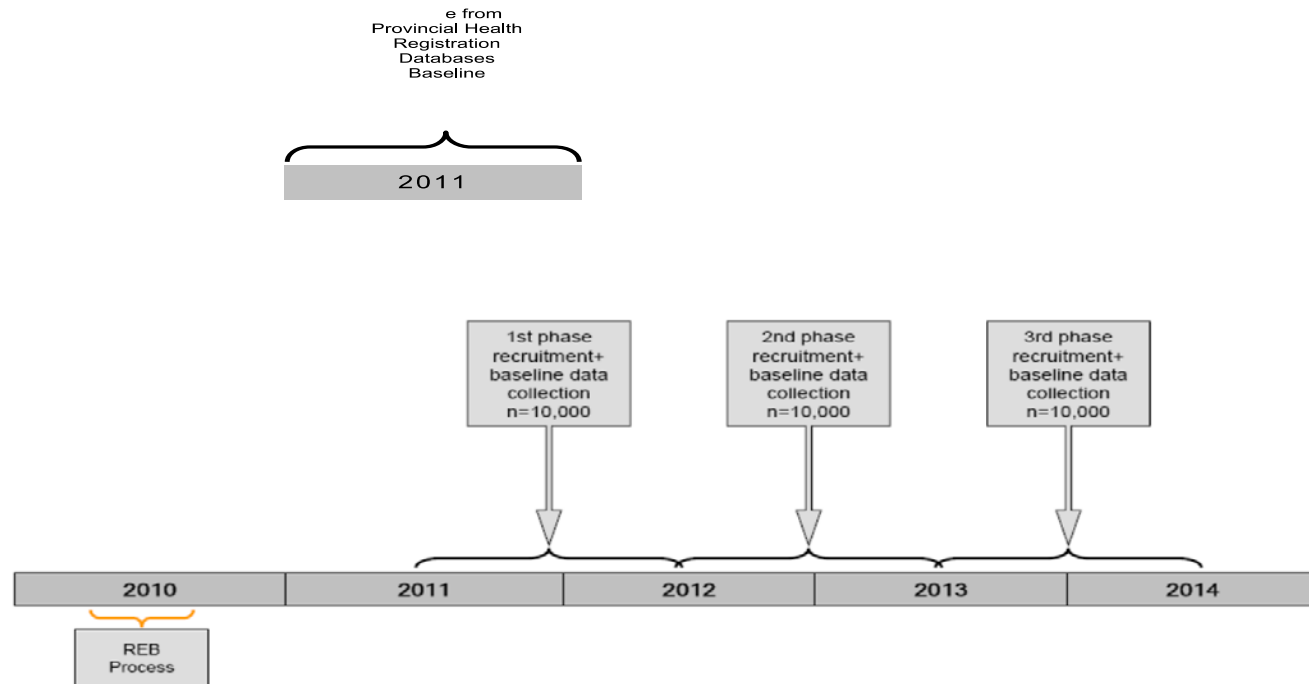 e from
Provincial Health
Registration
Databases
Baseline
2011
1st phase
recruitment+
baseline data
collection
n=10,000
2nd phase
recruitment+
baseline data
collection
n=10,000
3rd phase
recruitment+
baseline data
collection
n=10,000
2010
2011
2012
2013
2014
REB
Process